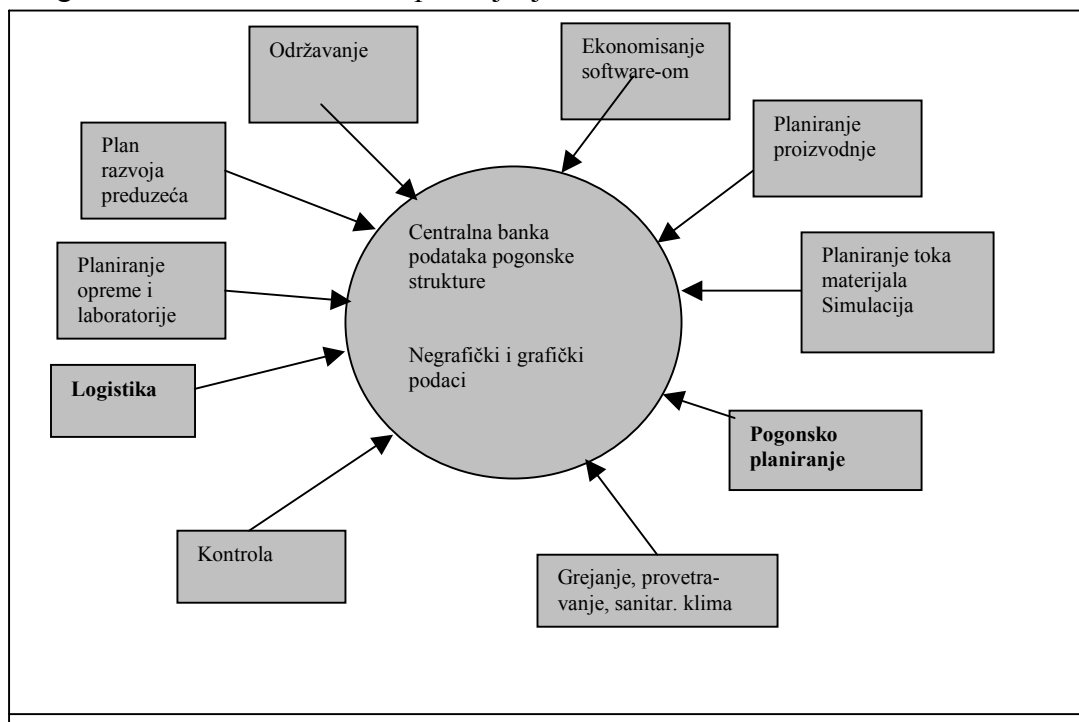 Održavanje
Ekonomisanje
software-om
Plan
razvoja
preduzeća
Planiranje
proizvodnje
Centralna banka
podataka pogonske
strukture
Planiranje
opreme i
laboratorije
Planiranje toka
materijala
Simulacija
Negrafički i grafički
podaci
Logistika
Pogonsko
planiranje
Kontrola
Grejanje, provetra-
vanje, sanitar. klima